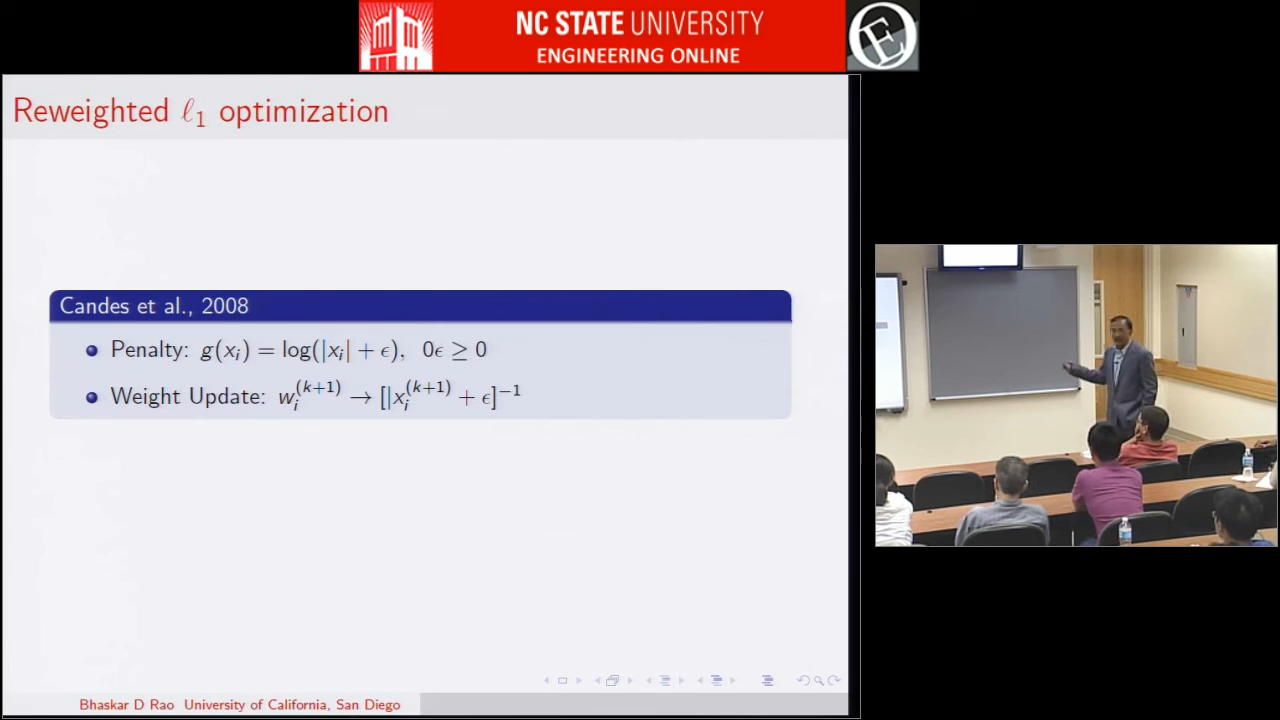 NC STATE UNIVERSITY
ENGINEERING ONLINE
E
Reweighted ℓ₁ optimization
Candes et al., 2008
Penalty: g(xᵢ) = log(|xᵢ| + ϵ), 0ϵ ≥ 0
Weight Update: wᵢ⁽ᵏ⁺¹⁾ → [|xᵢ⁽ᵏ⁺¹⁾ + ϵ]⁻¹
Bhaskar D Rao University of California, San Diego